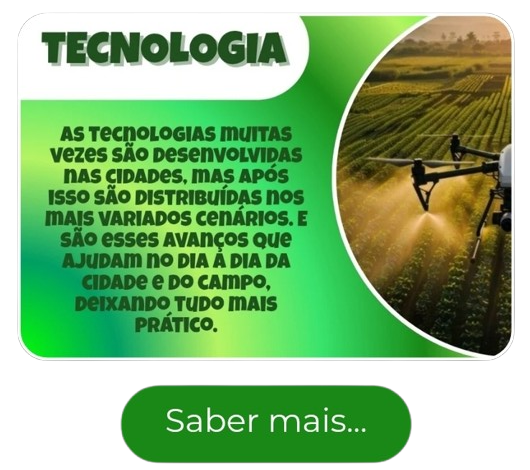 TECNOLOGIA
AS TECNOLOGIAS MUITAS
VEZES SÃO DESENVOLVIDAS
NAS CIDADES, MAS APÓS
ISSO SÃO DISTRIBUÍDAS NOS
MAIS VARIADOS CENÁRIOS. E
SÃO ESSES AVANÇOS QUE
AJUDAM NO DIA À DIA DA
CIDADE E DO CAMPO,
DEIXANDO TUDO MAIS
PRÁTICO.
Saber mais...